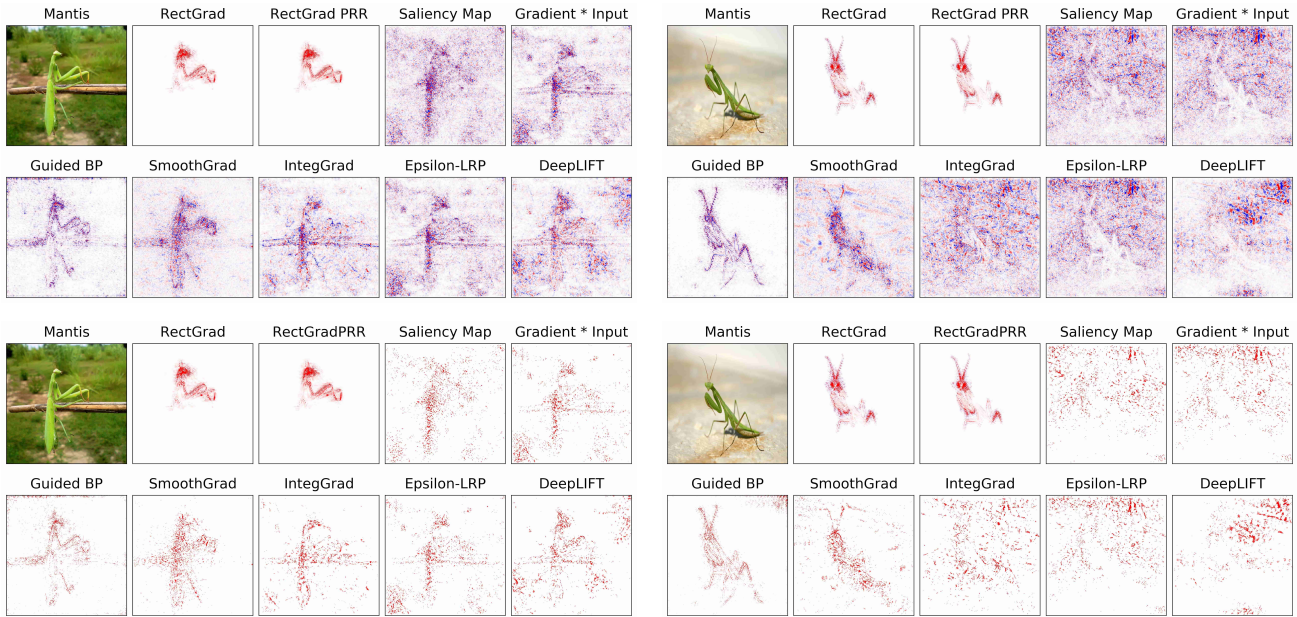 Mantis RectGrad RectGrad PRR Saliency Map Gradient * Input
Mantis RectGrad RectGrad PRR Saliency Map Gradient * Input
Guided BP SmoothGrad IntegGrad Epsilon-LRP DeepLIFT
Guided BP SmoothGrad IntegGrad Epsilon-LRP DeepLIFT
Mantis RectGrad RectGradPRR Saliency Map Gradient * Input
Mantis RectGrad RectGradPRR Saliency Map Gradient * Input
Guided BP SmoothGrad IntegGrad Epsilon-LRP DeepLIFT
Guided BP SmoothGrad IntegGrad Epsilon-LRP DeepLIFT